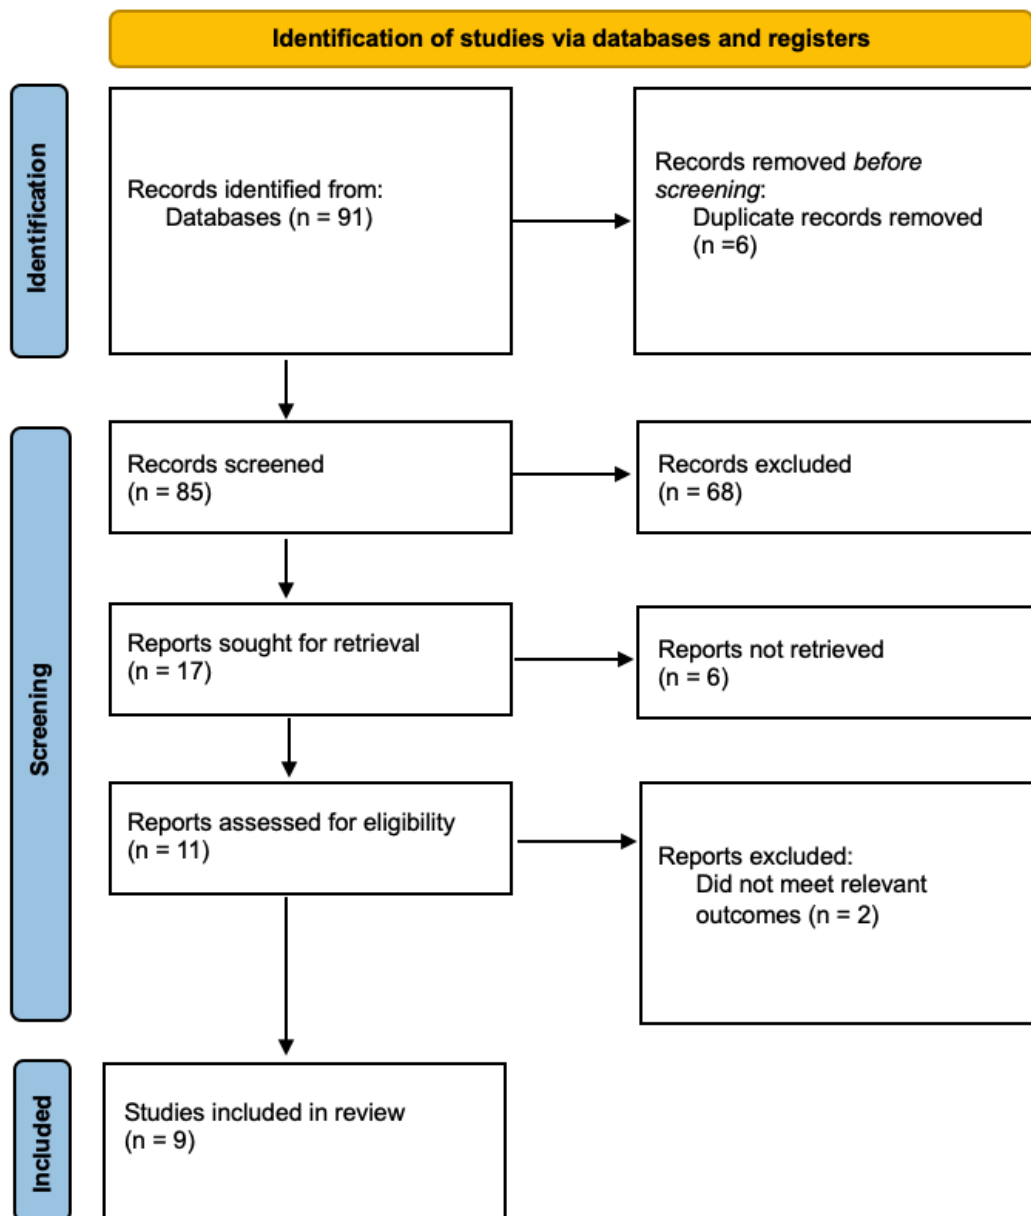 Identification of studies via databases and registers
Identification
Records identified from:
Databases (n = 91)
Records removed before
screening:
Duplicate records removed
(n =6)
Screening
Records screened
(n = 85)
Records excluded
(n = 68)
Reports sought for retrieval
(n = 17)
Reports not retrieved
(n = 6)
Reports assessed for eligibility
(n = 11)
Reports excluded:
Did not meet relevant
outcomes (n = 2)
Included
Studies included in review
(n = 9)